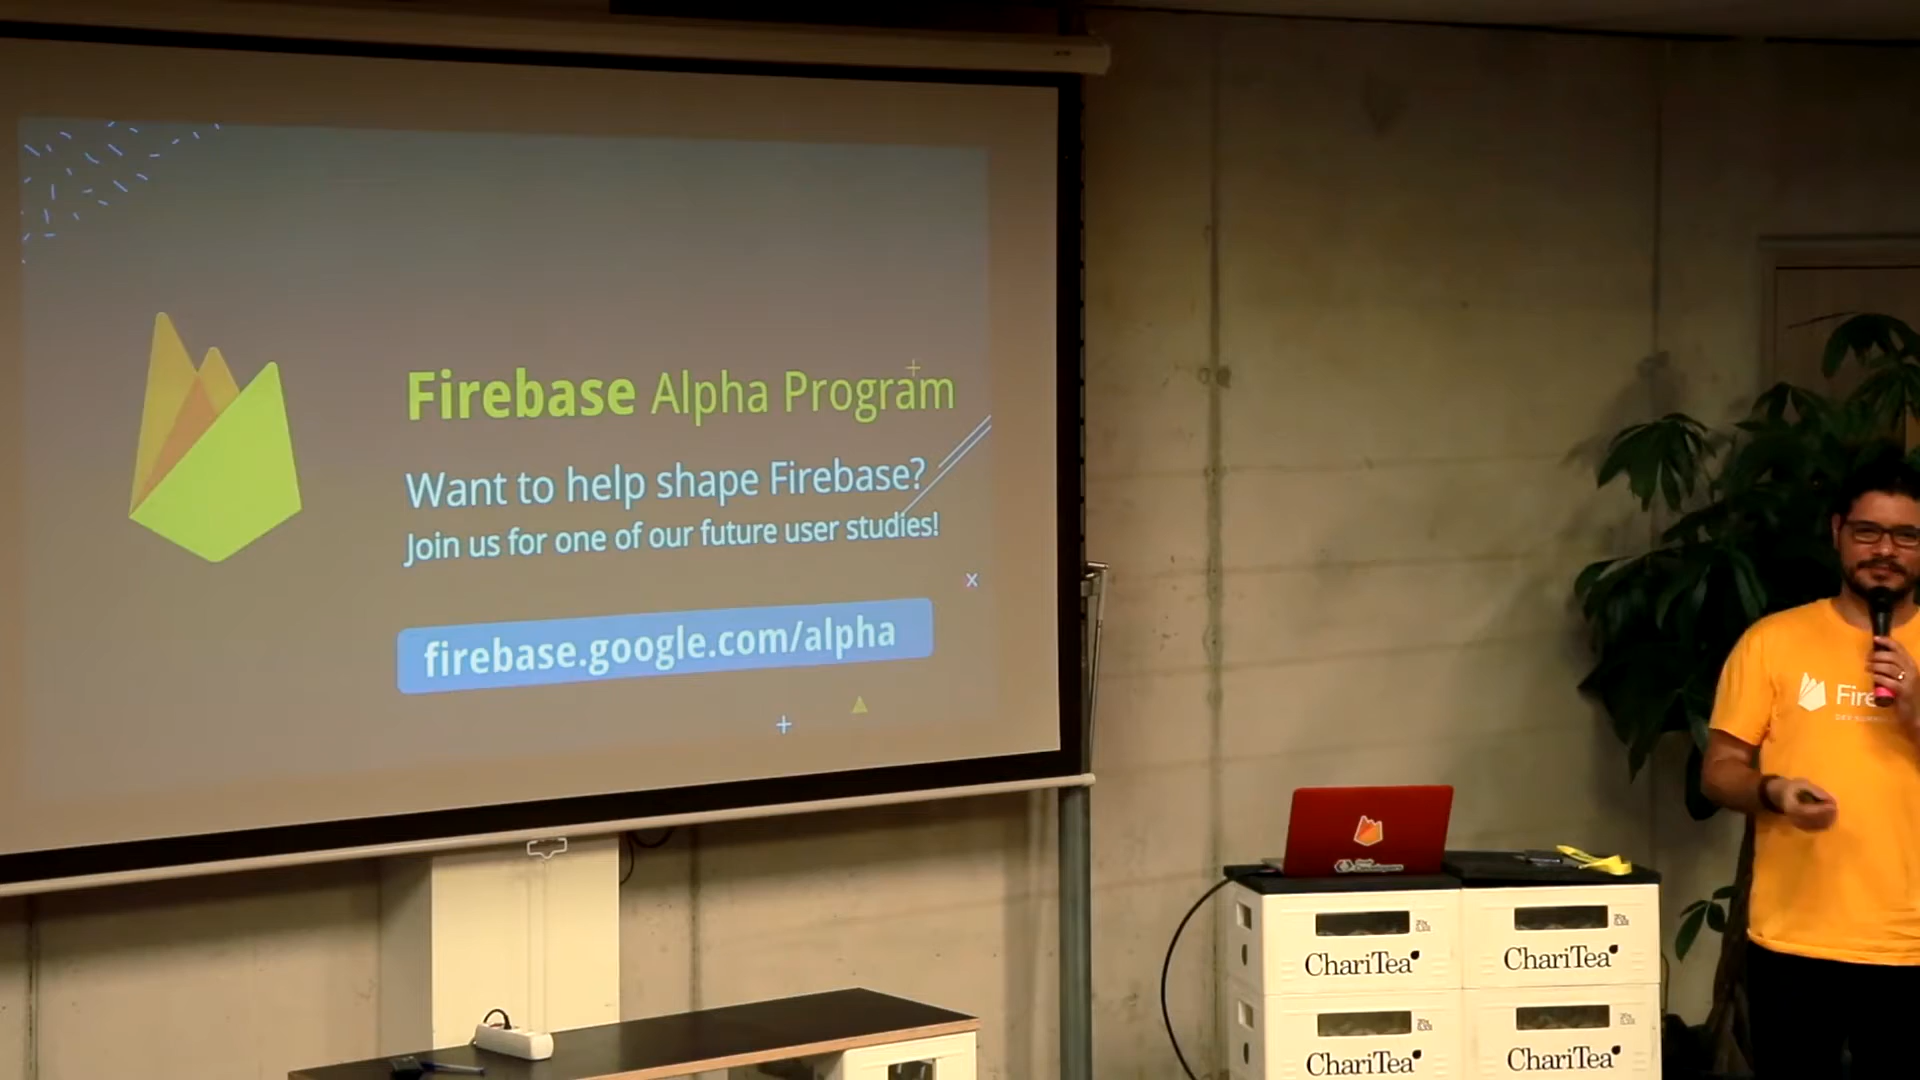 Firebase Alpha Program
Want to help shape Firebase?
Join us for one of our future user studies!
firebase.google.com/alpha
ChariTea
ChariTea
ChariTea
ChariTea